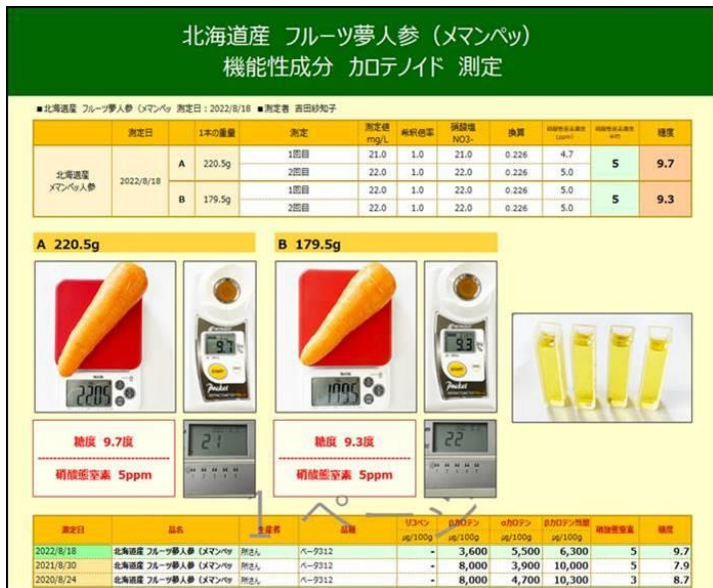 北海道産 フルーツ夢人参（メマンペッ）
機能性成分 カロテノイド 測定
■北海道産 フルーツ夢人参（メマンペッ 測定日：2022/8/18 ■測定者 吉田紗知子
測定日 1本の重量 測定 測定値 mg/L 希釈倍率 硝酸塩 NO3- 換算 糖度
北海道産 メマンペッ人参 2022/8/18 A 220.5g 1回目 21.0 1.0 21.0 0.226 4.7 5 9.7
2回目 22.0 1.0 22.0 0.226 5.0
B 179.5g 1回目 22.0 1.0 22.0 0.226 5.0 5 9.3
2回目 22.0 1.0 22.0 0.226 5.0
A 220.5g B 179.5g
9.7 9.3
START START
Pocket Pocket
2205 1795
糖度 9.7度 21 糖度 9.3度 22
硝酸態窒素 5ppm 硝酸態窒素 5ppm
1 ページ
測定日 品名 生産者 品種 リコペン μg/100g βカロテン μg/100g αカロテン μg/100g βカロテン当量 μg/100g 硝酸態窒素 糖度
2022/8/18 北海道産 フルーツ夢人参（メマンペッ 所さん ベータ312 - 3,600 5,500 6,300 5 9.7
2021/8/30 北海道産 フルーツ夢人参（メマンペッ 所さん ベータ312 - 8,000 3,900 10,000 5 7.9
2020/8/24 北海道産 フルーツ夢人参（メマンペッ 所さん ベータ312 - 8,000 4,700 10,300 3 8.7